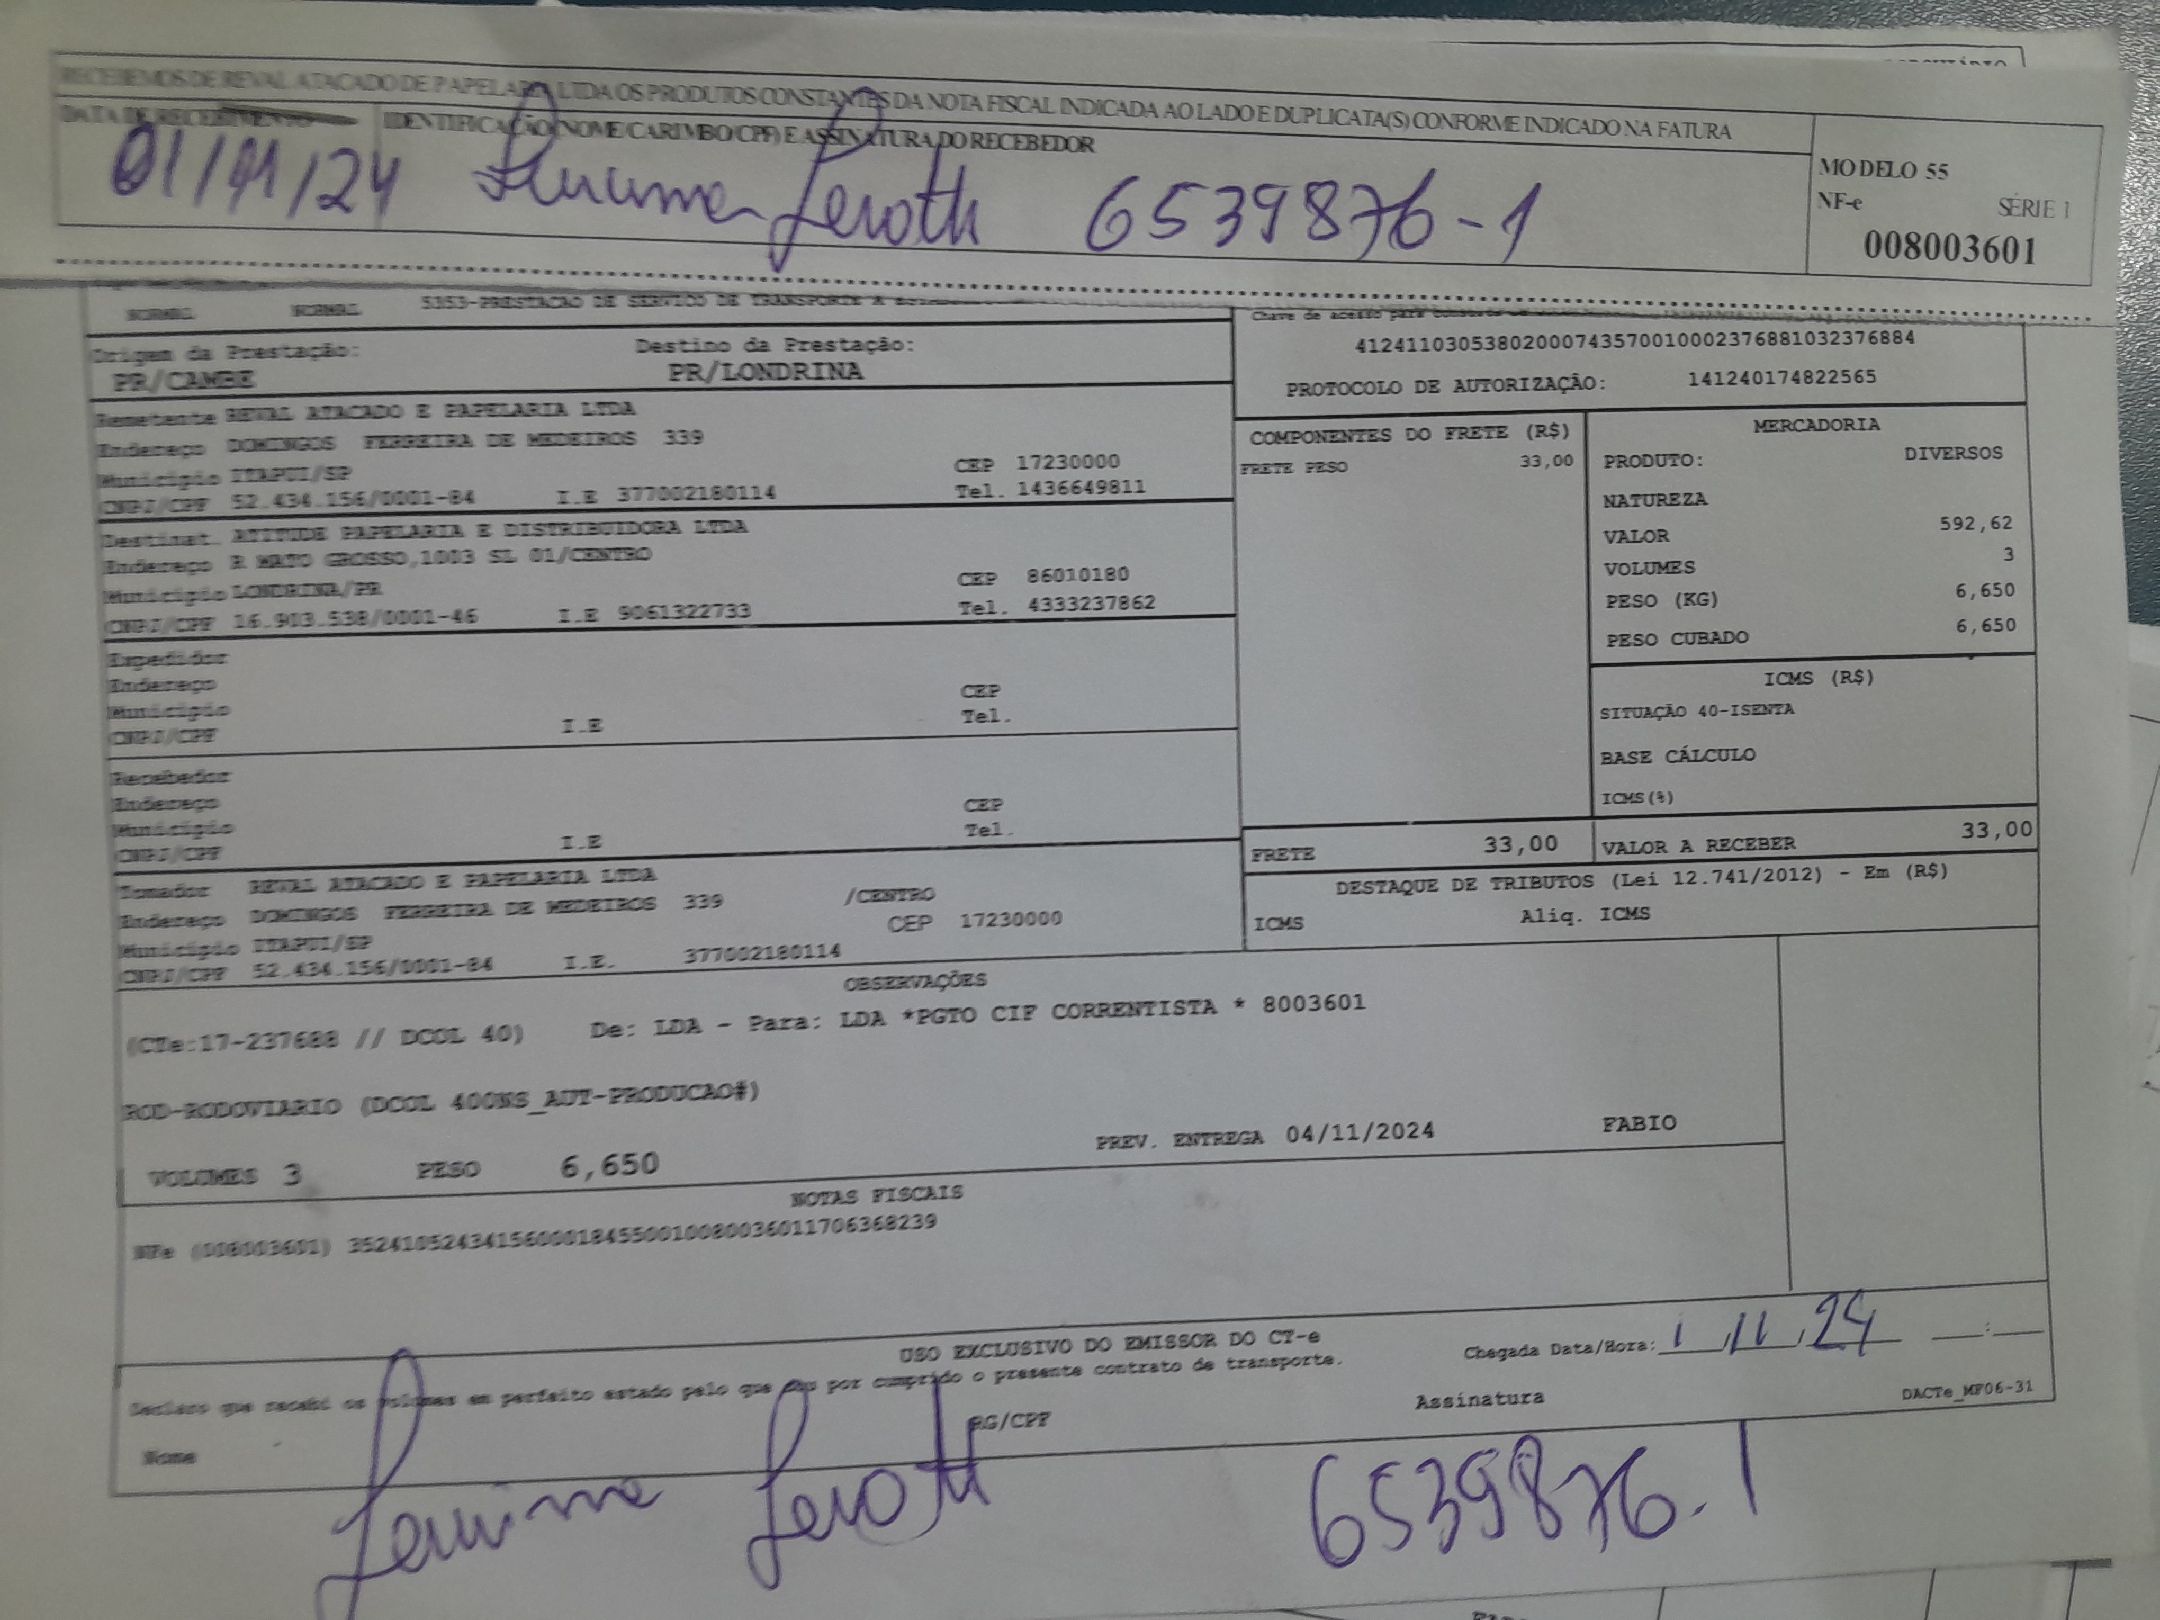 RECEBEMOS DE REVAL ATACADO DE PAPELARIA LTDA OS PRODUTOS CONSTANTES DA NOTA FISCAL INDICADA AO LADO E DUPLICATA(S) CONFORME INDICADO NA FATURA
DATA DE RECEBIMENTO IDENTIFICAÇÃO (NOME/CARIMBO/CPF) E ASSINATURA DO RECEBEDOR
01/11/24 6539876-1
MODELO 55
NF-e SÉRIE 1
008003601
NORMAL NORMAL 5353-PRESTACAO DE SERVICO DE TRANSPORTE A
Chave de acesso para
41241103053802000743570010002376881032376884
PROTOCOLO DE AUTORIZAÇÃO: 141240174822565
Origem da Prestação: Destino da Prestação:
PR/CAMBE PR/LONDRINA
Remetente REVAL ATACADO E PAPELARIA LTDA
Endereço DOMINGOS FERREIRA DE MEDEIROS 339
Município ITAPUI/SP CEP 17230000
CNPJ/CPF 52.434.156/0001-84 I.E 377002180114 Tel. 1436649811
Destinat. ATITUDE PAPELARIA E DISTRIBUIDORA LTDA
Endereço R MATO GROSSO,1003 SL 01/CENTRO
Município LONDRINA/PR CEP 86010180
CNPJ/CPF 16.903.538/0001-46 I.E 9061322733 Tel. 4333237862
Expedidor
Endereço
Município CEP
CNPJ/CPF I.E Tel.
Recebedor
Endereço
Município CEP
CNPJ/CPF I.E Tel.
Tomador REVAL ATACADO E PAPELARIA LTDA
Endereço DOMINGOS FERREIRA DE MEDEIROS 339 /CENTRO
Município ITAPUI/SP CEP 17230000
CNPJ/CPF 52.434.156/0001-84 I.E. 377002180114
COMPONENTES DO FRETE (R$)
FRETE PESO 33,00
MERCADORIA
PRODUTO: DIVERSOS
NATUREZA
VALOR 592,62
VOLUMES 3
PESO (KG) 6,650
PESO CUBADO 6,650
ICMS (R$)
SITUAÇÃO 40-ISENTA
BASE CÁLCULO
ICMS(%)
FRETE 33,00 VALOR A RECEBER 33,00
DESTAQUE DE TRIBUTOS (Lei 12.741/2012) - Em (R$)
ICMS Aliq. ICMS
OBSERVAÇÕES
(CTe:17-237688 // DCOL 40) De: LDA - Para: LDA *PGTO CIF CORRENTISTA * 8003601
ROD-RODOVIARIO (DCOL 400NS_AUT-PRODUCAO#)
PREV. ENTREGA 04/11/2024 FABIO
VOLUMES 3 PESO 6,650
NOTAS FISCAIS
NFe (008003601) 35241052434156000184550010080036011706368239
USO EXCLUSIVO DO EMISSOR DO CT-e
Declaro que recebi os volumes em perfeito estado pelo que dou por cumprido o presente contrato de transporte.
Chegada Data/Hora: 1/11/24 :
Nome RG/CPF Assinatura DACTe_MF06-31
6539876-1